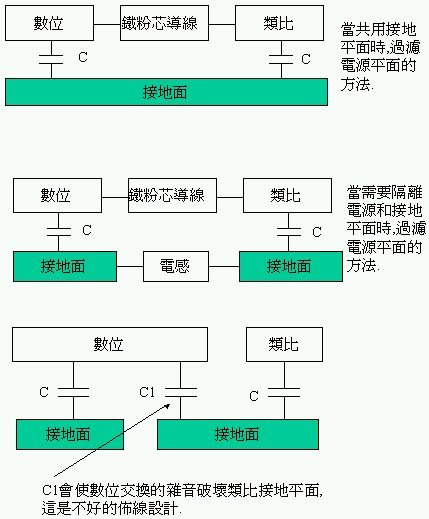 數位 鐵粉芯導線 類比
C C
接地面
當共用接地
平面時,過濾
電源平面的
方法.
數位 鐵粉芯導線 類比
C C
接地面 電感 接地面
當需要隔離
電源和接地
平面時,過濾
電源平面的
方法.
數位 類比
C C1 C
接地面 接地面
C1會使數位交換的雜音破壞類比接地平面,
這是不好的佈線設計.